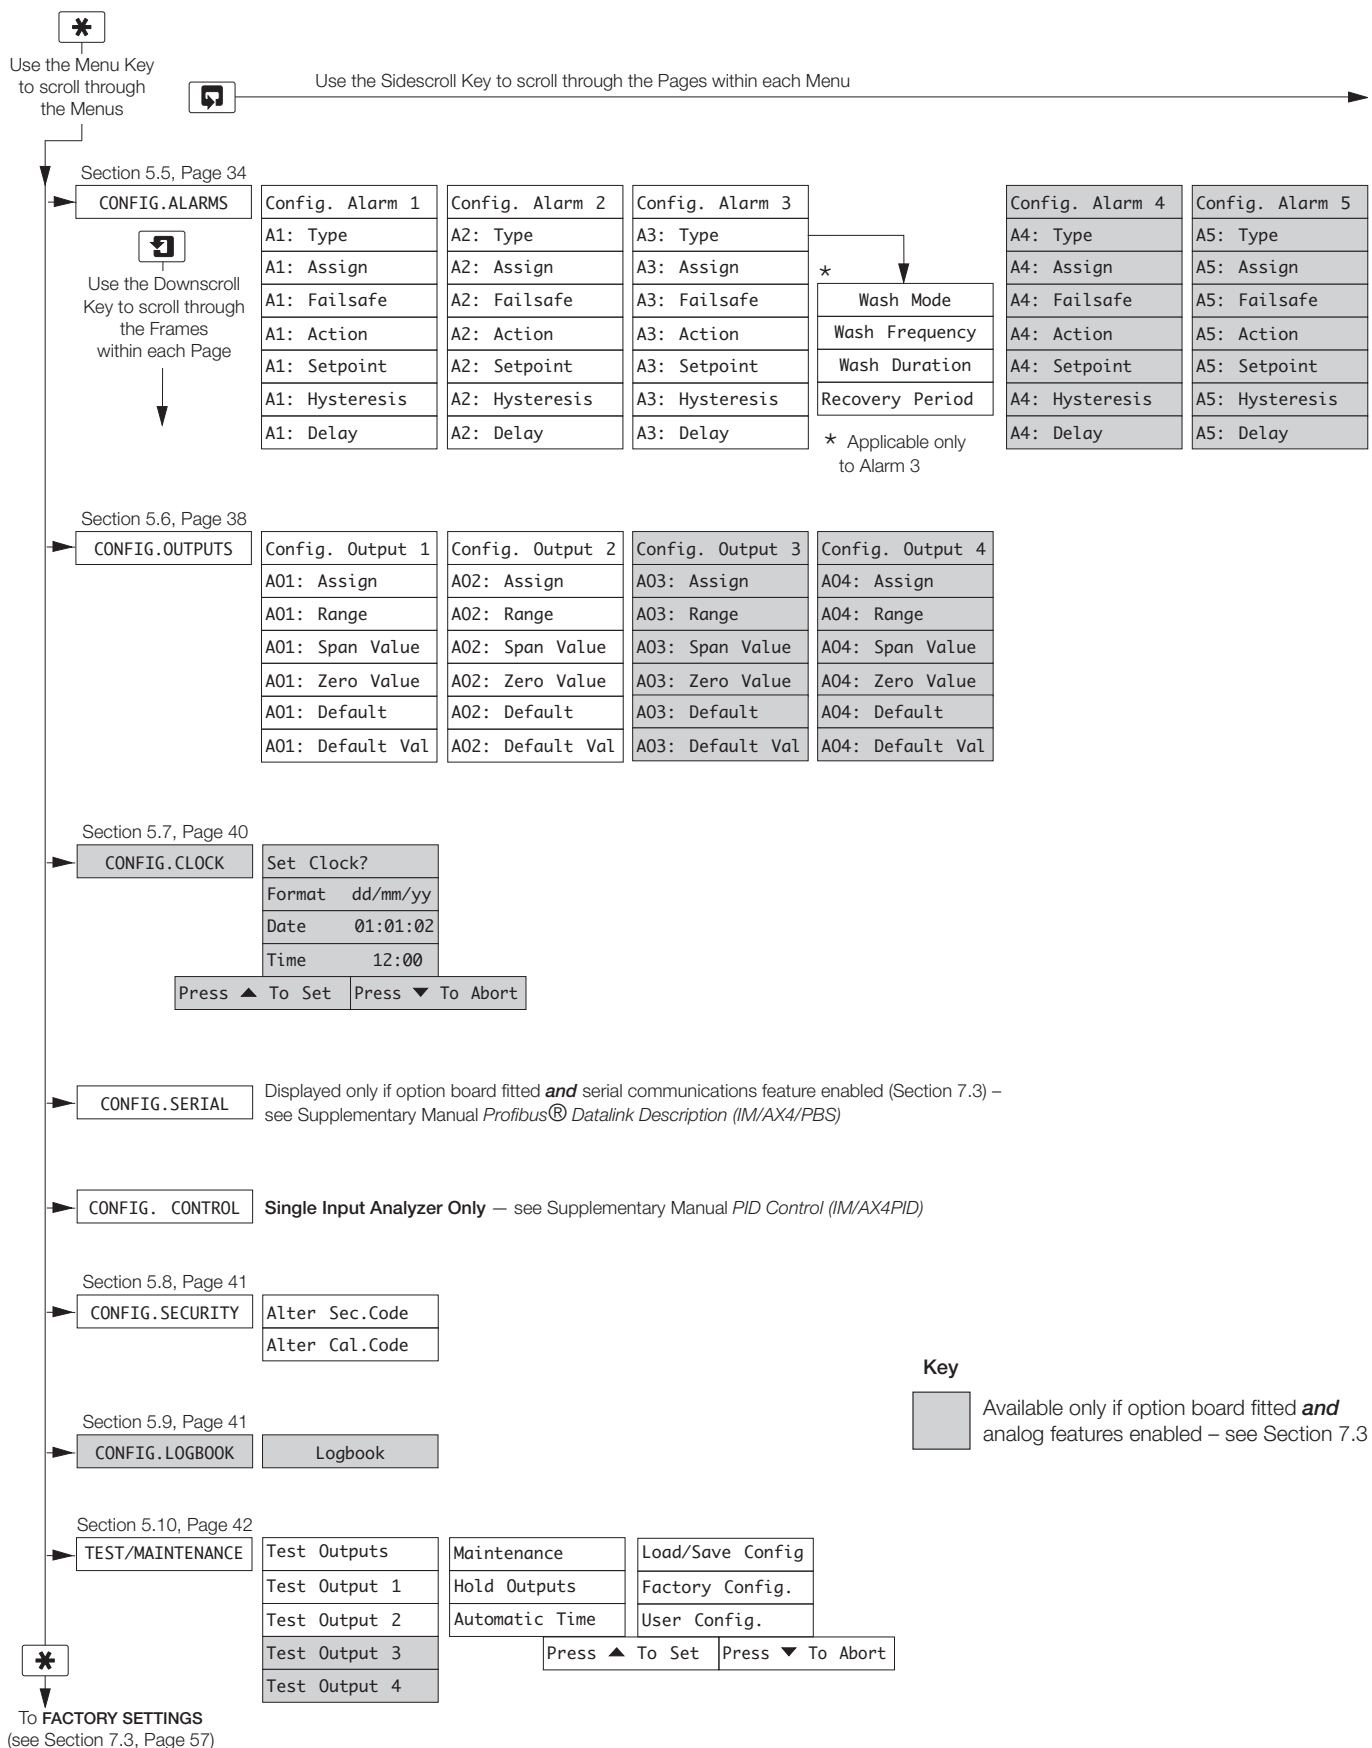 Use the Menu Key
to scroll through
the Menus
Use the Sidescroll Key to scroll through the Pages within each Menu
Section 5.5, Page 34
CONFIG.ALARMS
Use the Downscroll
Key to scroll through
the Frames
within each Page
Config. Alarm 1
A1: Type
A1: Assign
A1: Failsafe
A1: Action
A1: Setpoint
A1: Hysteresis
A1: Delay
Config. Alarm 2
A2: Type
A2: Assign
A2: Failsafe
A2: Action
A2: Setpoint
A2: Hysteresis
A2: Delay
Config. Alarm 3
A3: Type
A3: Assign
A3: Failsafe
A3: Action
A3: Setpoint
A3: Hysteresis
A3: Delay
*
Wash Mode
Wash Frequency
Wash Duration
Recovery Period
* Applicable only
to Alarm 3
Config. Alarm 4
A4: Type
A4: Assign
A4: Failsafe
A4: Action
A4: Setpoint
A4: Hysteresis
A4: Delay
Config. Alarm 5
A5: Type
A5: Assign
A5: Failsafe
A5: Action
A5: Setpoint
A5: Hysteresis
A5: Delay
Section 5.6, Page 38
CONFIG.OUTPUTS
Config. Output 1
AO1: Assign
AO1: Range
AO1: Span Value
AO1: Zero Value
AO1: Default
AO1: Default Val
Config. Output 2
AO2: Assign
AO2: Range
AO2: Span Value
AO2: Zero Value
AO2: Default
AO2: Default Val
Config. Output 3
AO3: Assign
AO3: Range
AO3: Span Value
AO3: Zero Value
AO3: Default
AO3: Default Val
Config. Output 4
AO4: Assign
AO4: Range
AO4: Span Value
AO4: Zero Value
AO4: Default
AO4: Default Val
Section 5.7, Page 40
CONFIG.CLOCK
Set Clock?
Format dd/mm/yy
Date 01:01:02
Time 12:00
Press ▲ To Set
Press ▼ To Abort
CONFIG.SERIAL
Displayed only if option board fitted and serial communications feature enabled (Section 7.3) –
see Supplementary Manual Profibus® Datalink Description (IM/AX4/PBS)
CONFIG. CONTROL
Single Input Analyzer Only — see Supplementary Manual PID Control (IM/AX4PID)
Section 5.8, Page 41
CONFIG.SECURITY
Alter Sec.Code
Alter Cal.Code
Key
Available only if option board fitted and
analog features enabled – see Section 7.3
Section 5.9, Page 41
CONFIG.LOGBOOK
Logbook
Section 5.10, Page 42
TEST/MAINTENANCE
Test Outputs
Test Output 1
Test Output 2
Test Output 3
Test Output 4
Maintenance
Hold Outputs
Automatic Time
Load/Save Config
Factory Config.
User Config.
Press ▲ To Set
Press ▼ To Abort
To FACTORY SETTINGS
(see Section 7.3, Page 57)